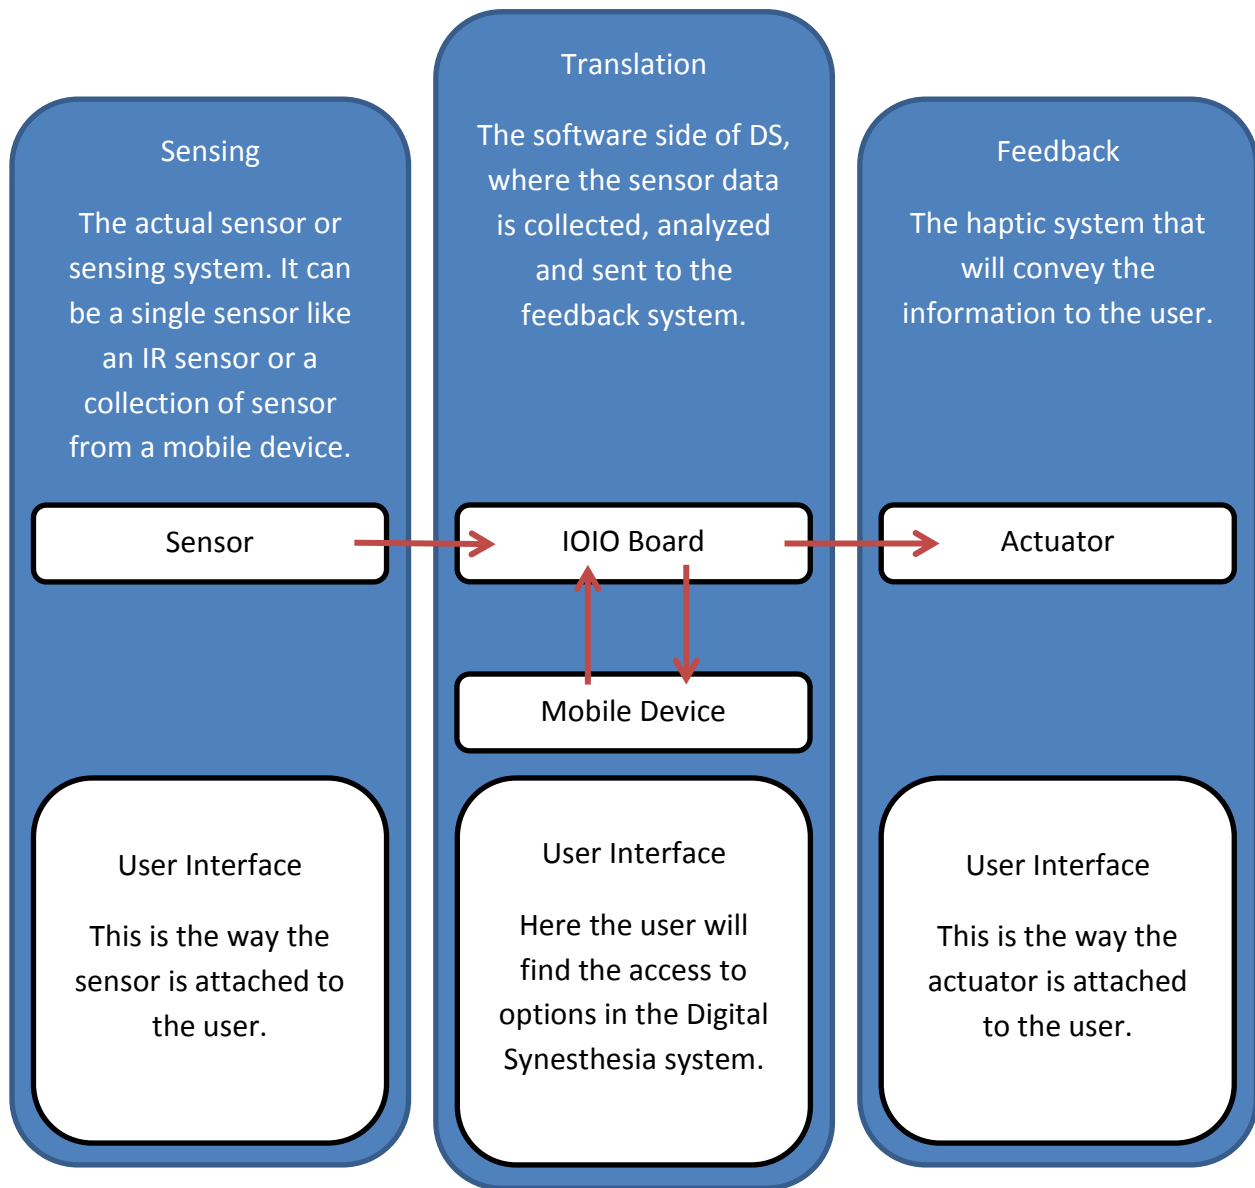 Sensing
The actual sensor or
sensing system. It can
be a single sensor like
an IR sensor or a
collection of sensor
from a mobile device.
Sensor
User Interface
This is the way the
sensor is attached to
the user.
Translation
The software side of DS,
where the sensor data
is collected, analyzed
and sent to the
feedback system.
IOIO Board
Mobile Device
User Interface
Here the user will
find the access to
options in the Digital
Synesthesia system.
Feedback
The haptic system that
will convey the
information to the user.
Actuator
User Interface
This is the way the
actuator is attached
to the user.